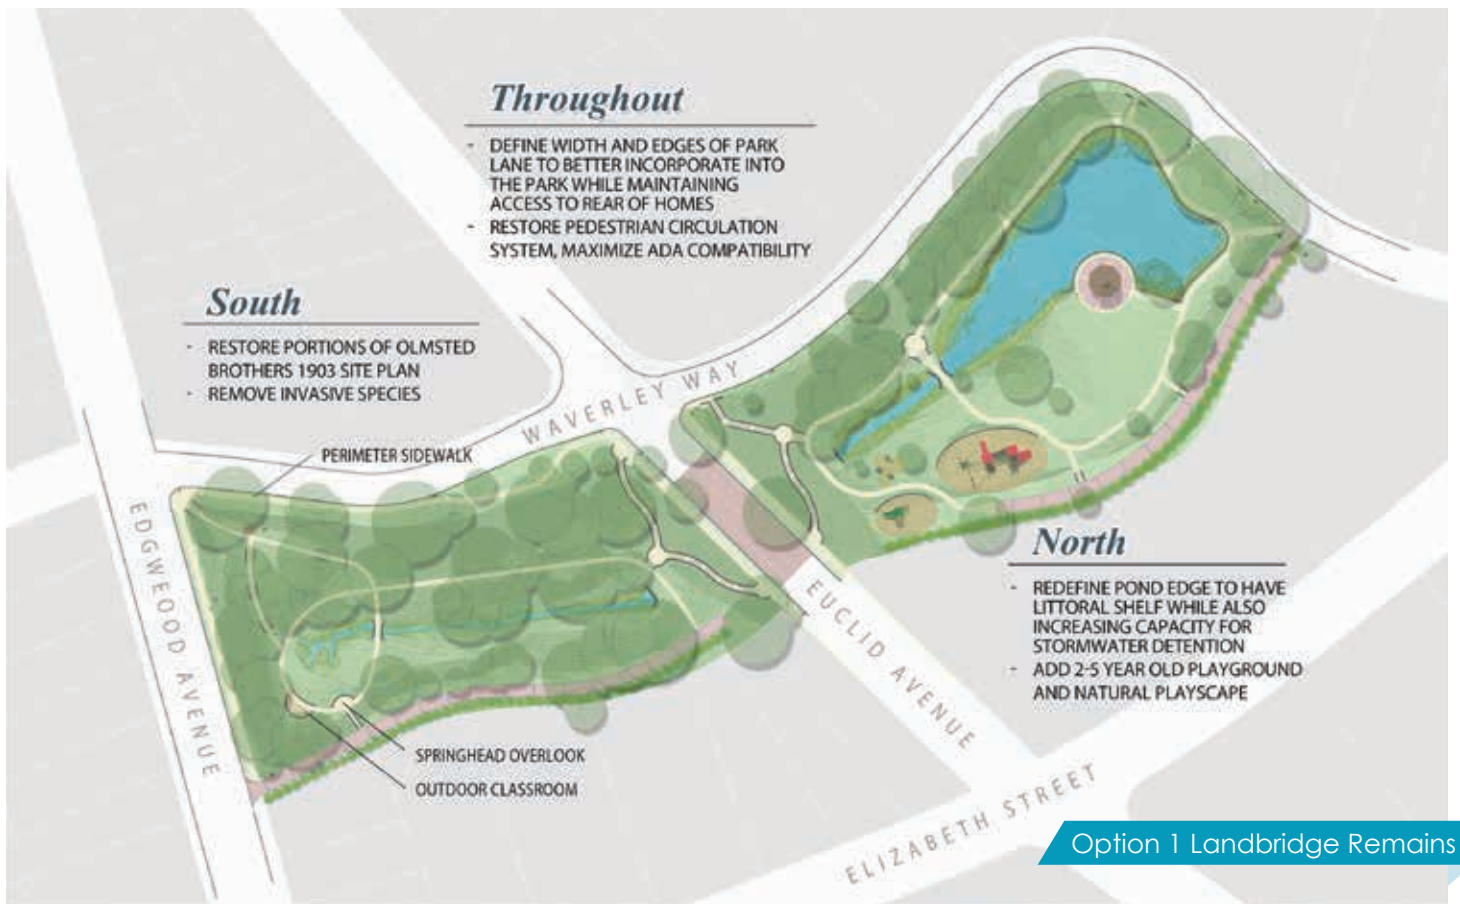 Throughout
- DEFINE WIDTH AND EDGES OF PARK
LANE TO BETTER INCORPORATE INTO
THE PARK WHILE MAINTAINING
ACCESS TO REAR OF HOMES
- RESTORE PEDESTRIAN CIRCULATION
SYSTEM, MAXIMIZE ADA COMPATIBILITY
South
- RESTORE PORTIONS OF OLMSTED
BROTHERS 1903 SITE PLAN
- REMOVE INVASIVE SPECIES
PERIMETER SIDEWALK
WAVERLEY WAY
EDGWEOOD AVENUE
EUCLID AVENUE
North
- REDEFINE POND EDGE TO HAVE
LITTORAL SHELF WHILE ALSO
INCREASING CAPACITY FOR
STORMWATER DETENTION
- ADD 2-5 YEAR OLD PLAYGROUND
AND NATURAL PLAYSCAPE
SPRINGHEAD OVERLOOK
OUTDOOR CLASSROOM
ELIZABETH STREET
Option 1 Landbridge Remains